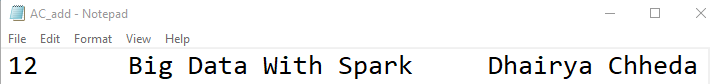 AC_add - Notepad
File Edit Format View Help
12 Big Data With Spark Dhairya Chheda